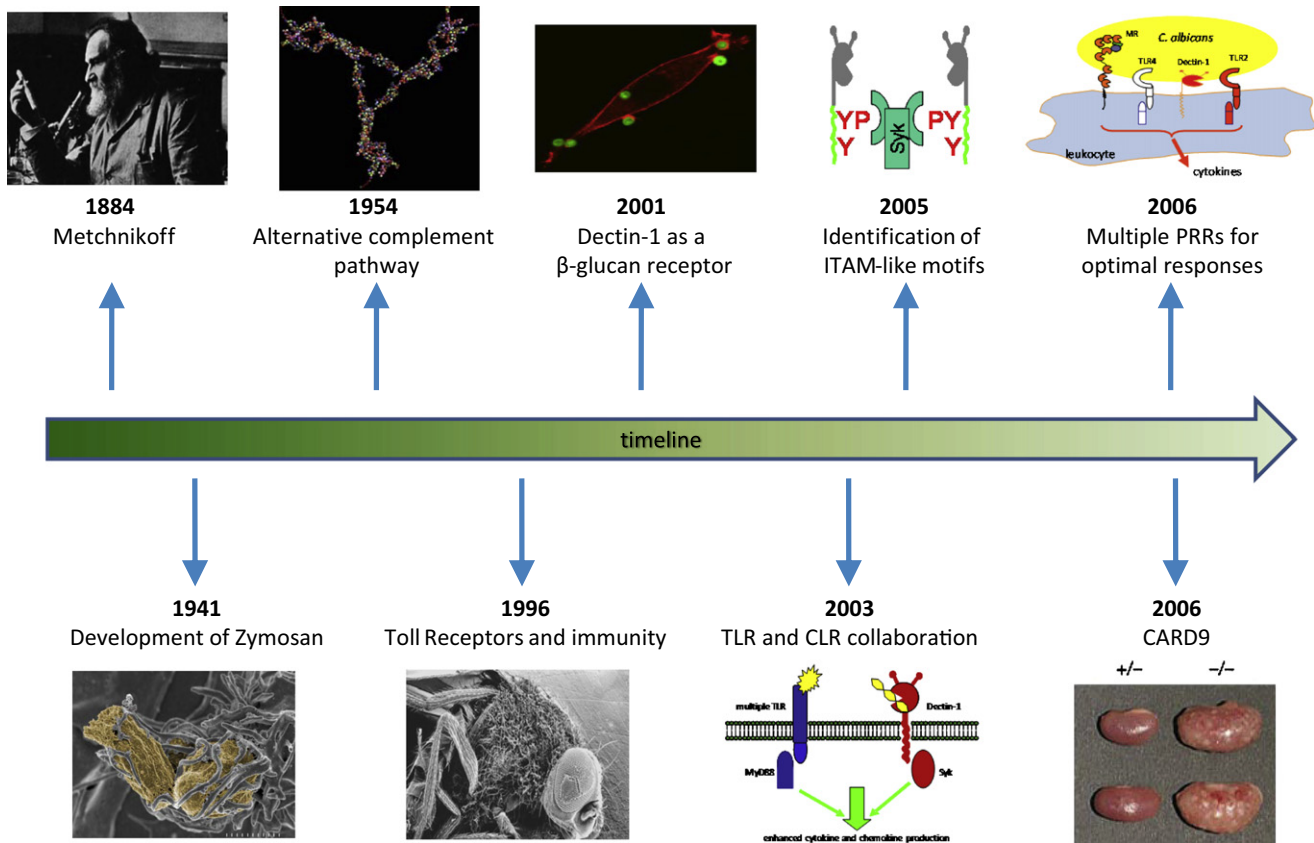 MR
C. albicans
TLR4
Dectin-1
TLR2
leukocyte
cytokines
YP
Y
Syk
PY
Y
1884
Metchnikoff
1954
Alternative complement
pathway
2001
Dectin-1 as a
β-glucan receptor
2005
Identification of
ITAM-like motifs
2006
Multiple PRRs for
optimal responses
timeline
1941
Development of Zymosan
1996
Toll Receptors and immunity
2003
TLR and CLR collaboration
2006
CARD9
multiple TLR
Dectin-1
MyD88
Syk
enhanced cytokine and chemokine production
+/−
−/−